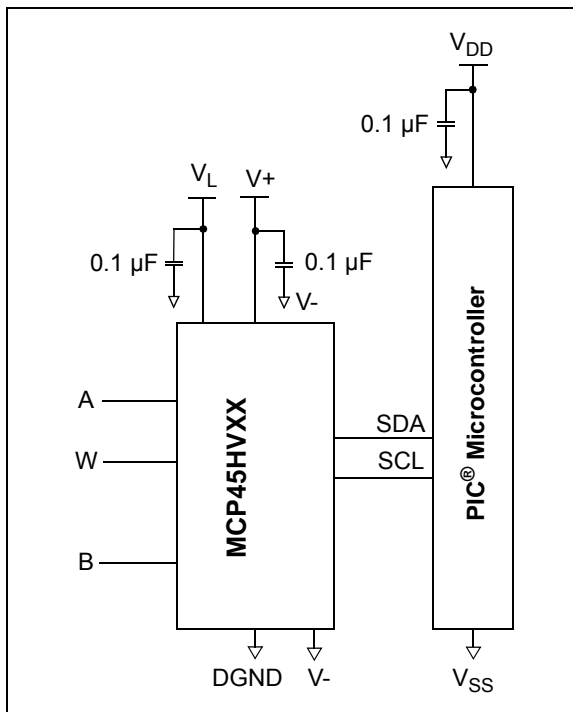 V_DD
0.1 µF
V_L V+
0.1 µF 0.1 µF
V-
A
W
B
MCP45HVXX
SDA
SCL
PIC® Microcontroller
DGND V- V_SS